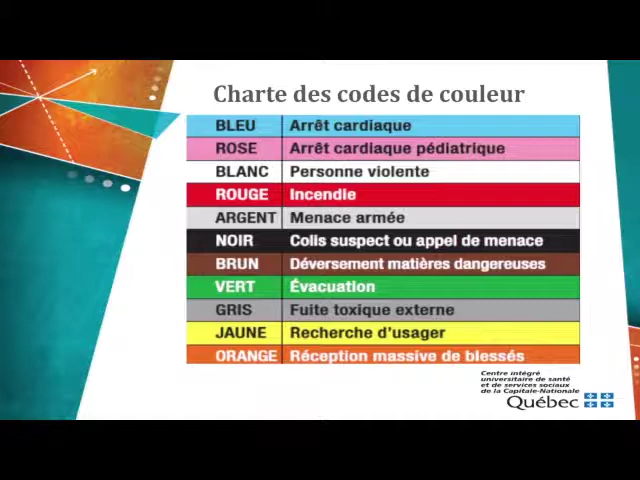 Charte des codes de couleur
BLEU Arrêt cardiaque
ROSE Arrêt cardiaque pédiatrique
BLANC Personne violente
ROUGE Incendie
ARGENT Menace armée
NOIR Colis suspect ou appel de menace
BRUN Déversement matières dangereuses
VERT Évacuation
GRIS Fuite toxique externe
JAUNE Recherche d'usager
ORANGE Réception massive de blessés
Centre intégré
universitaire de santé
et de services sociaux
de la Capitale-Nationale
Québec